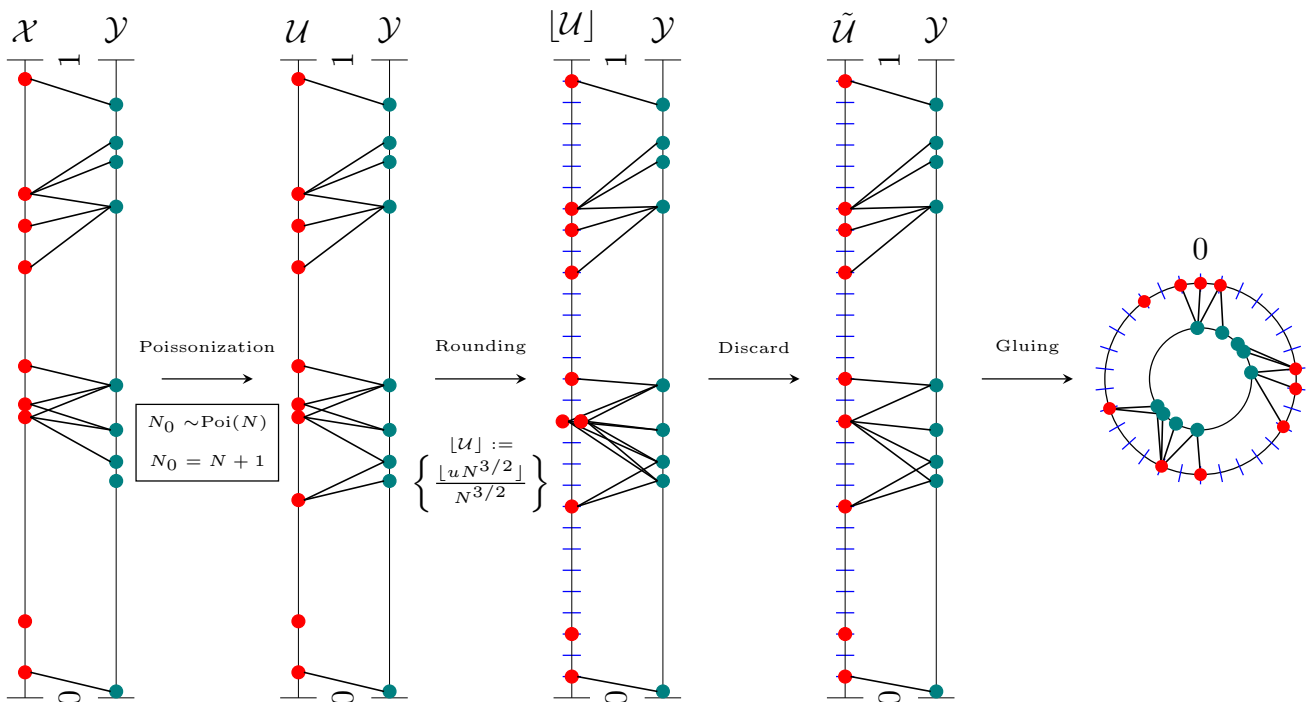 𝒳 𝒴
1
0
𝒰 𝒴
1
0
⌊𝒰⌋ 𝒴
1
0
𝒰̃ 𝒴
1
0
Poissonization
N₀ ∼Poi(N)
N₀ = N + 1
Rounding
⌊𝒰⌋ :=
{ ⌊uN^{3/2}⌋ / N^{3/2} }
Discard
Gluing
0